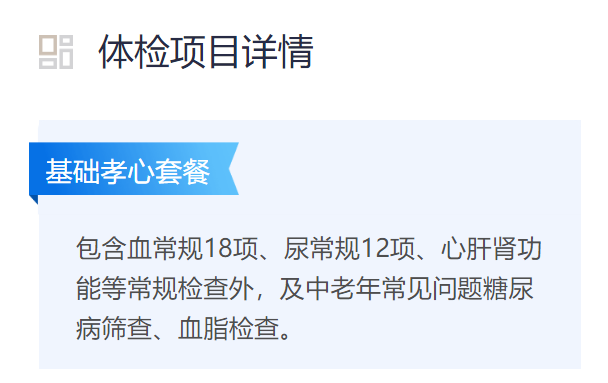 体检项目详情
基础孝心套餐
包含血常规18项、尿常规12项、心肝肾功
能等常规检查外，及中老年常见问题糖尿
病筛查、血脂检查。